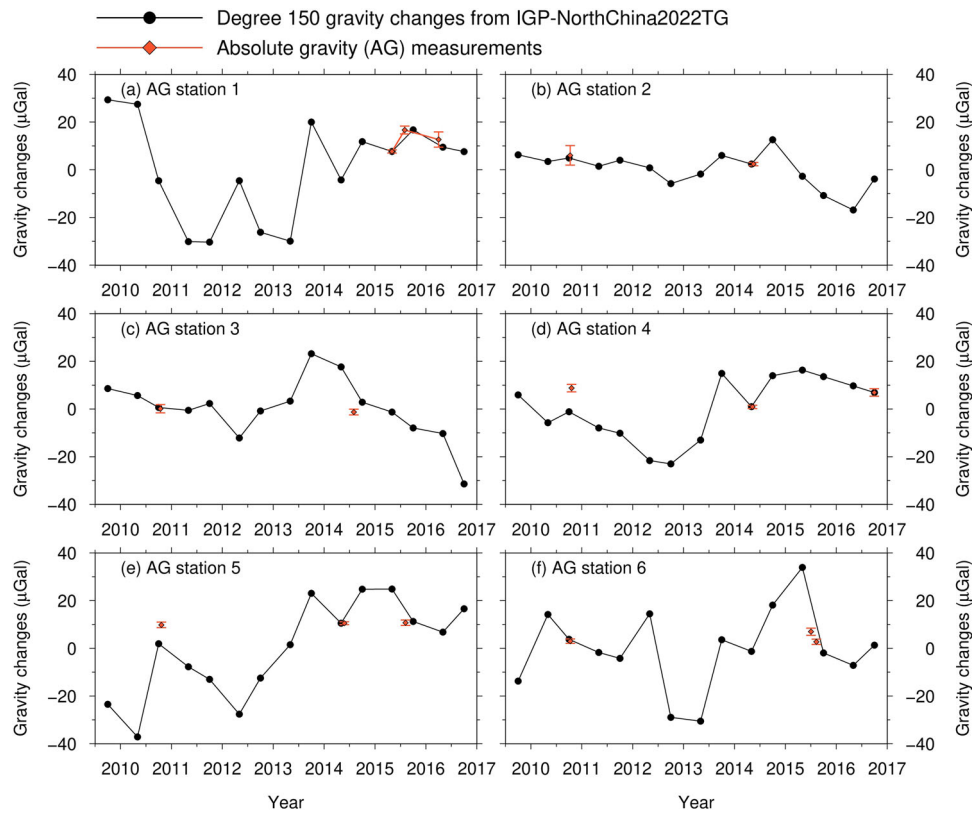 Degree 150 gravity changes from IGP-NorthChina2022TG
Absolute gravity (AG) measurements
(a) AG station 1
Gravity changes (μGal)
40
20
0
−20
−40
2010 2011 2012 2013 2014 2015 2016 2017
(b) AG station 2
Gravity changes (μGal)
40
20
0
−20
−40
2010 2011 2012 2013 2014 2015 2016 2017
(c) AG station 3
Gravity changes (μGal)
40
20
0
−20
−40
2010 2011 2012 2013 2014 2015 2016 2017
(d) AG station 4
Gravity changes (μGal)
40
20
0
−20
−40
2010 2011 2012 2013 2014 2015 2016 2017
(e) AG station 5
Gravity changes (μGal)
40
20
0
−20
−40
2010 2011 2012 2013 2014 2015 2016 2017
Year
(f) AG station 6
Gravity changes (μGal)
40
20
0
−20
−40
2010 2011 2012 2013 2014 2015 2016 2017
Year